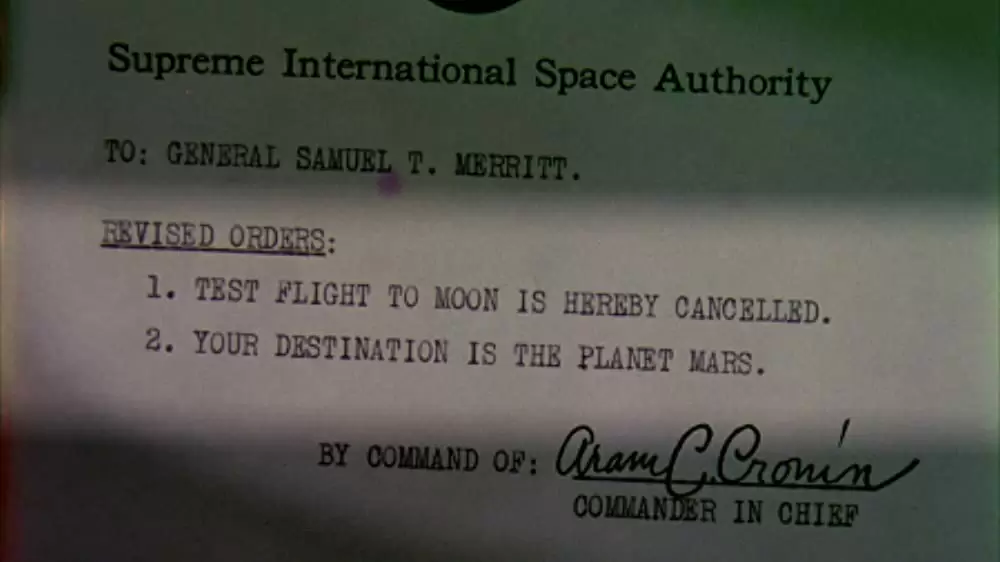 Supreme International Space Authority
TO: GENERAL SAMUEL T. MERRITT.
REVISED ORDERS:
1. TEST FLIGHT TO MOON IS HEREBY CANCELLED.
2. YOUR DESTINATION IS THE PLANET MARS.
BY COMMAND OF: Aram C. Cronin
COMMANDER IN CHIEF